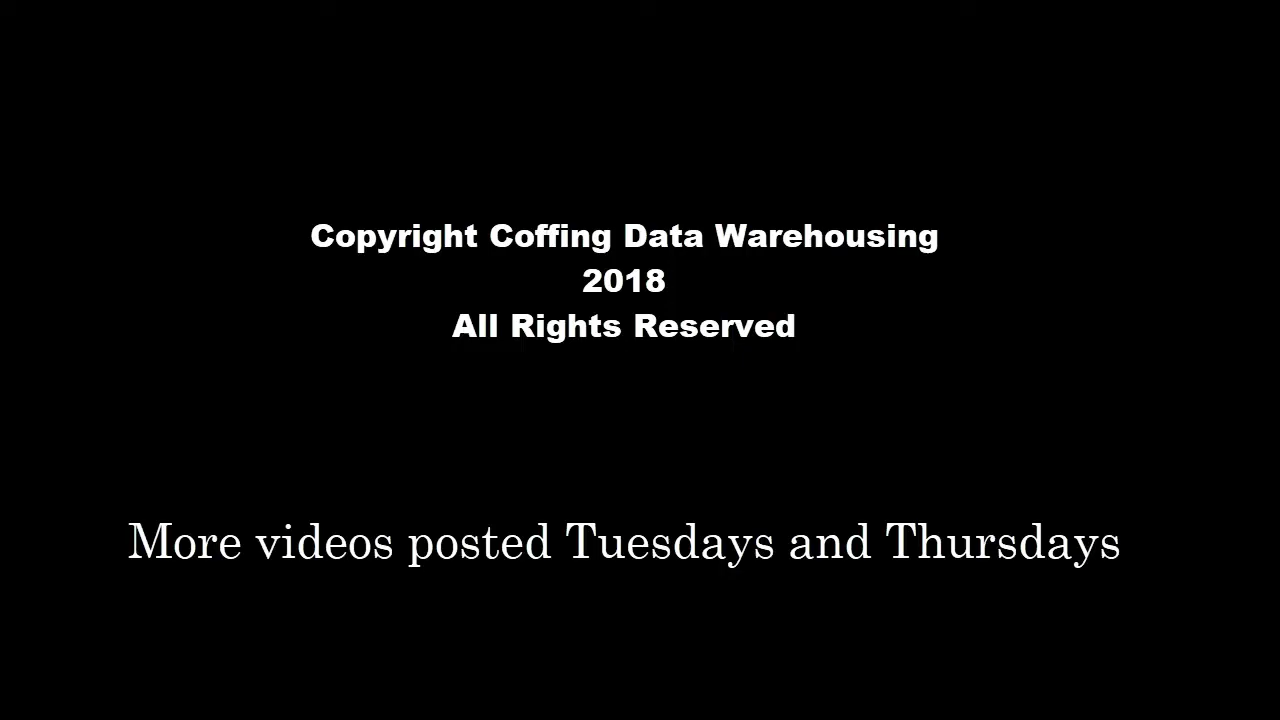 Copyright Coffing Data Warehousing
2018
All Rights Reserved
More videos posted Tuesdays and Thursdays